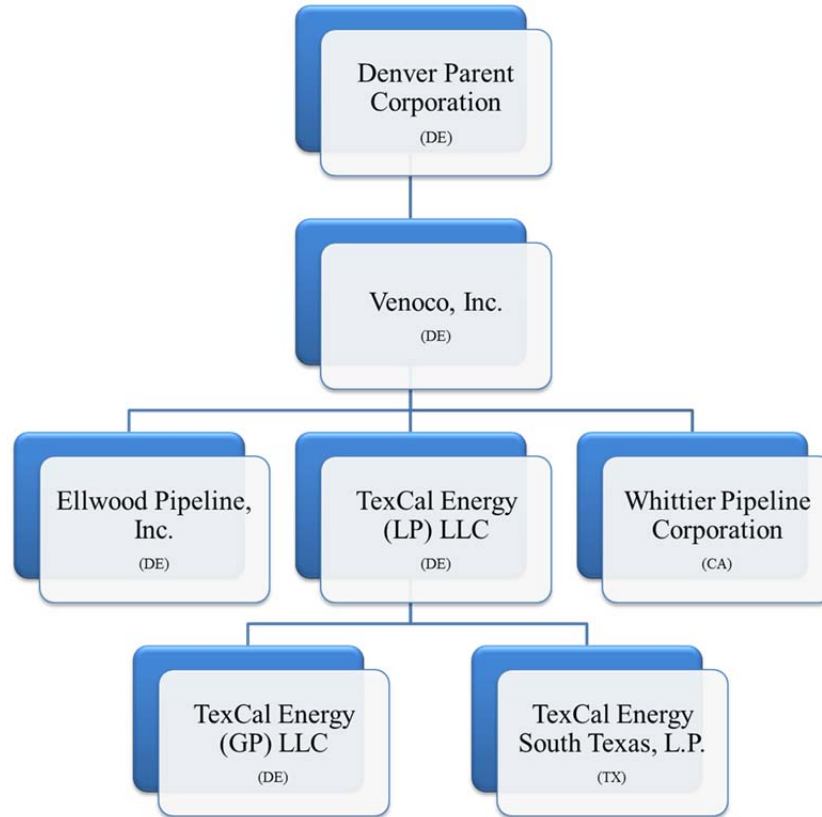 Denver Parent
Corporation
(DE)
Venoco, Inc.
(DE)
Ellwood Pipeline,
Inc.
(DE)
TexCal Energy
(LP) LLC
(DE)
Whittier Pipeline
Corporation
(CA)
TexCal Energy
(GP) LLC
(DE)
TexCal Energy
South Texas, L.P.
(TX)